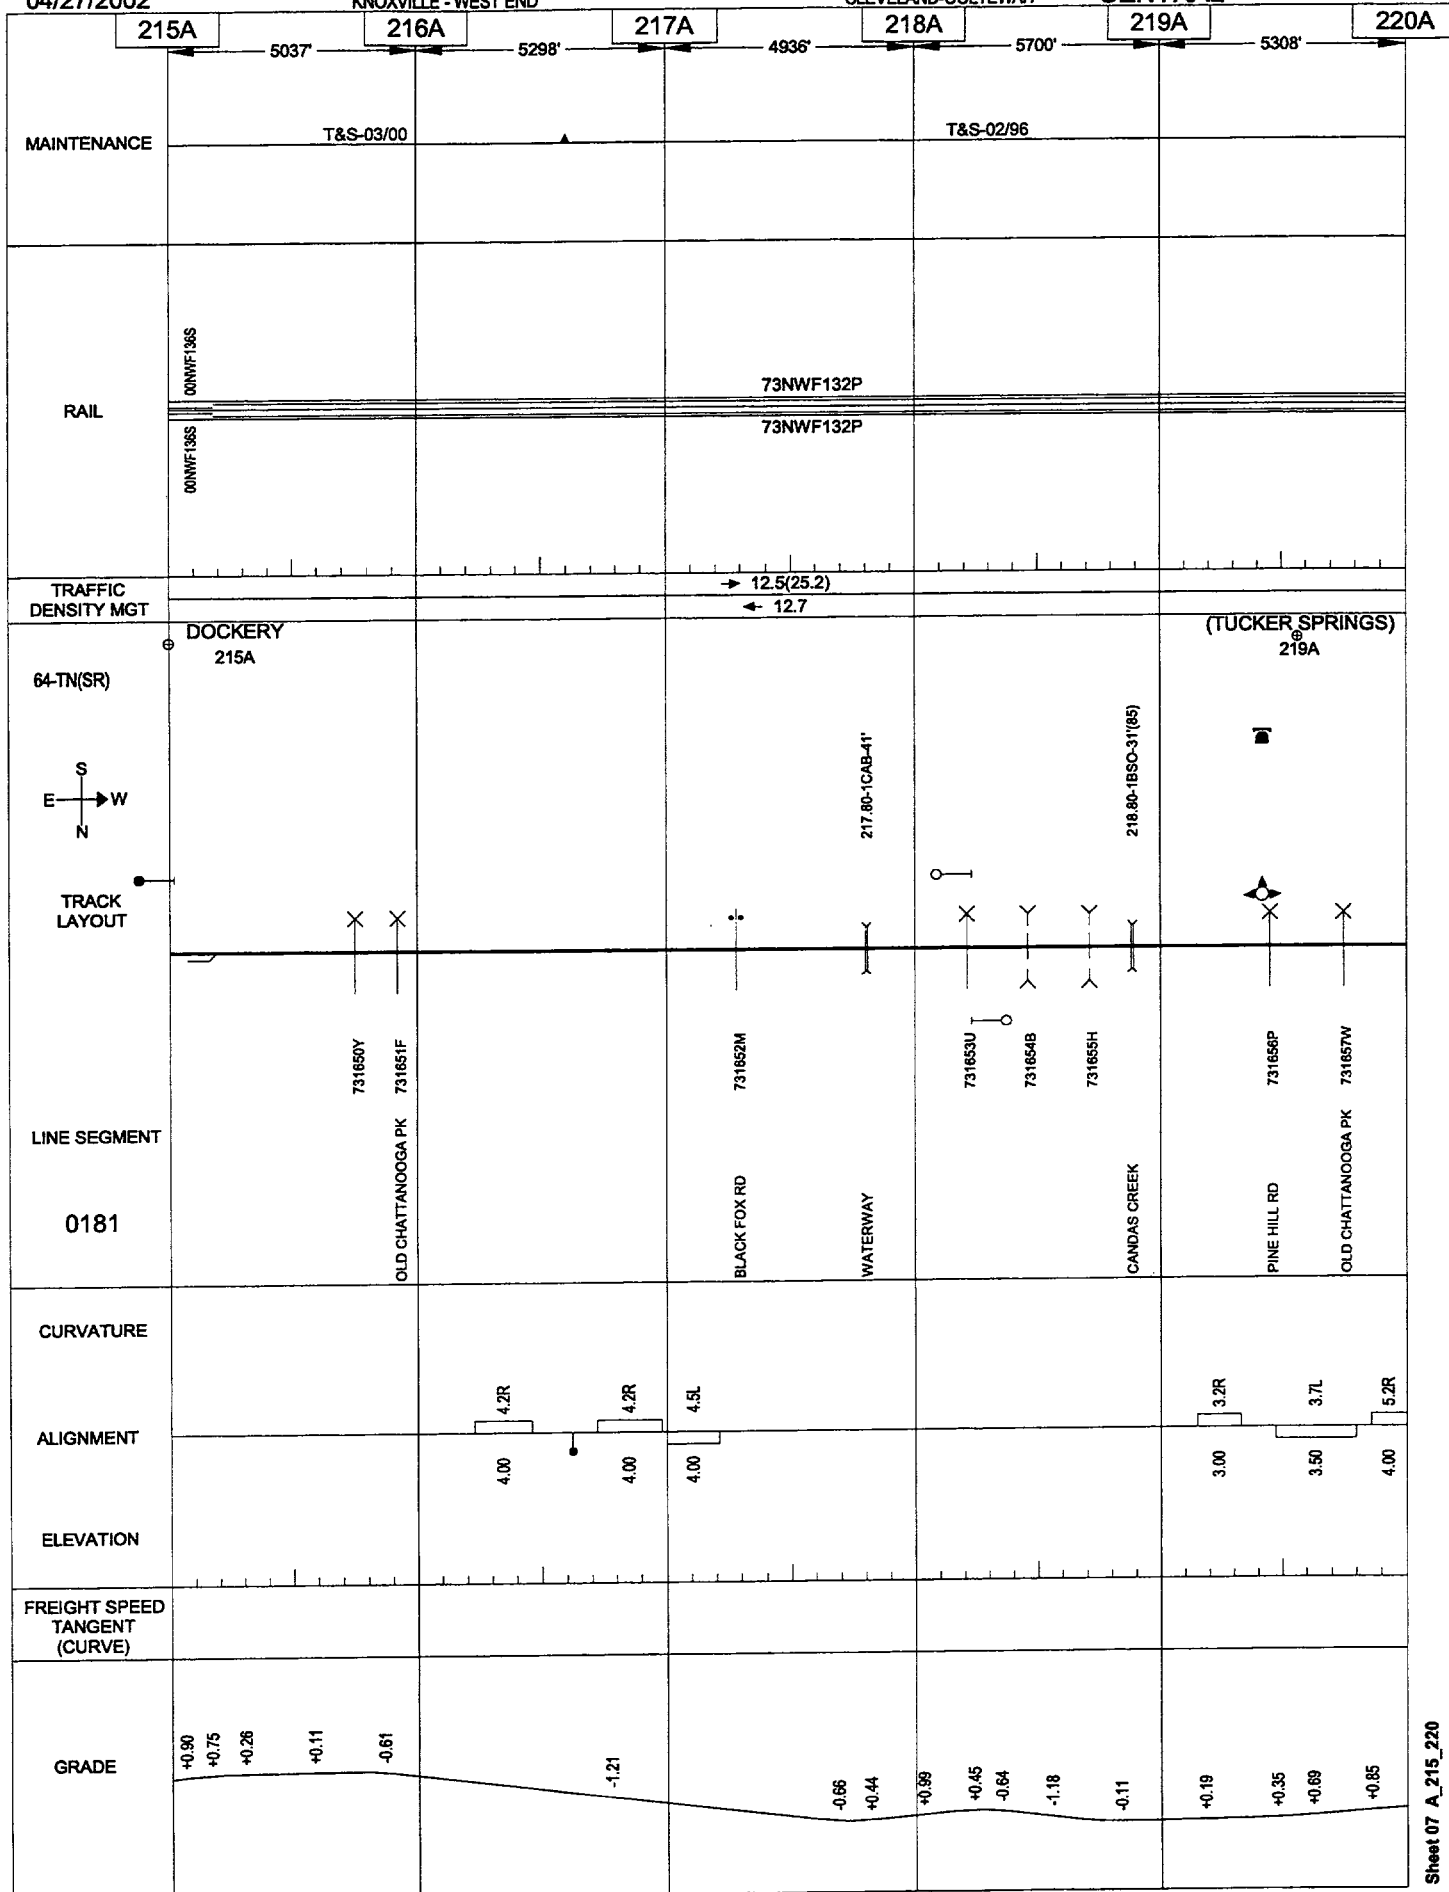 04/27/2002
KNOXVILLE - WEST END
215A
216A
217A
218A
219A
220A
5037'
5298'
4936'
5700'
5308'
MAINTENANCE
T&S-03/00
T&S-02/96
RAIL
00NWF136S
00NWF136S
73NWF132P
73NWF132P
TRAFFIC
DENSITY MGT
12.5(25.2)
12.7
DOCKERY
215A
(TUCKER SPRINGS)
219A
64-TN(SR)
S
E
W
N
217.80-1CAB-41'
218.80-1BSO-31'(85)
TRACK
LAYOUT
731650Y
731651F
731652M
731653U
731654B
731655H
731656P
731657W
LINE SEGMENT
0181
OLD CHATTANOOGA PK
BLACK FOX RD
WATERWAY
CANDAS CREEK
PINE HILL RD
OLD CHATTANOOGA PK
CURVATURE
4.2R
4.2R
4.5L
3.2R
3.7L
5.2R
ALIGNMENT
4.00
4.00
4.00
3.00
3.50
4.00
ELEVATION
FREIGHT SPEED
TANGENT
(CURVE)
GRADE
+0.90
+0.75
+0.26
+0.11
-0.61
-1.21
-0.66
+0.44
+0.99
+0.45
-0.64
-1.18
-0.11
+0.19
+0.35
+0.69
+0.85
Sheet 07 A_215_220